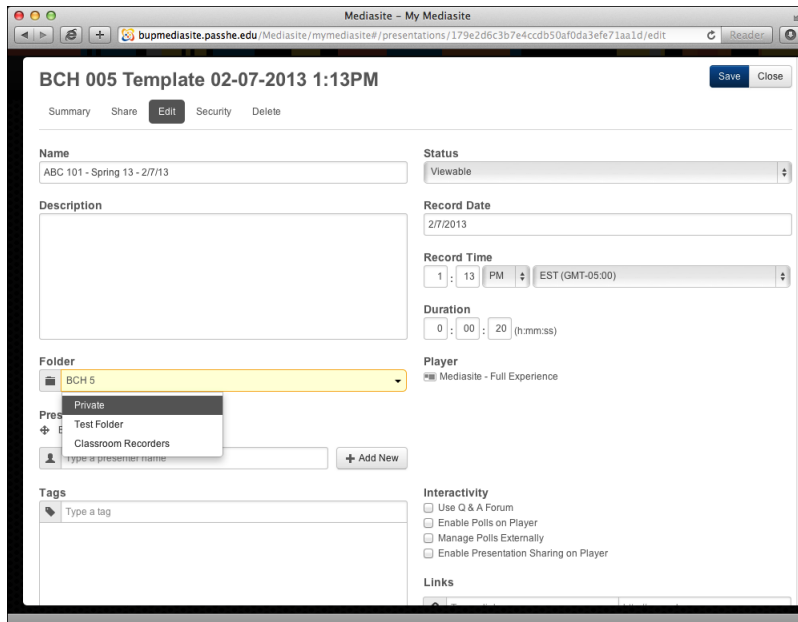 Mediasite – My Mediasite
bupmediasite.passhe.edu/Mediasite/mymediasite#/presentations/179e2d6c3b7e4ccdb50af0da3efe71aa1d/edit
Reader
BCH 005 Template 02-07-2013 1:13PM
Save
Close
Summary Share Edit Security Delete
Name
ABC 101 - Spring 13 - 2/7/13
Description
Folder
BCH 5
Private
Test Folder
Classroom Recorders
Type a presenter name
Add New
Tags
Type a tag
Status
Viewable
Record Date
2/7/2013
Record Time
1 : 13 PM EST (GMT-05:00)
Duration
0 : 00 : 20 (h:mm:ss)
Player
Mediasite - Full Experience
Interactivity
Use Q & A Forum
Enable Polls on Player
Manage Polls Externally
Enable Presentation Sharing on Player
Links